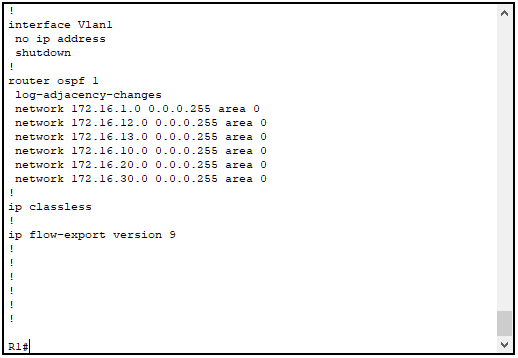 !
interface Vlan1
 no ip address
 shutdown
!
router ospf 1
 log-adjacency-changes
 network 172.16.1.0 0.0.0.255 area 0
 network 172.16.12.0 0.0.0.255 area 0
 network 172.16.13.0 0.0.0.255 area 0
 network 172.16.10.0 0.0.0.255 area 0
 network 172.16.20.0 0.0.0.255 area 0
 network 172.16.30.0 0.0.0.255 area 0
!
ip classless
!
ip flow-export version 9
!
!
!
!
!
!
R1#